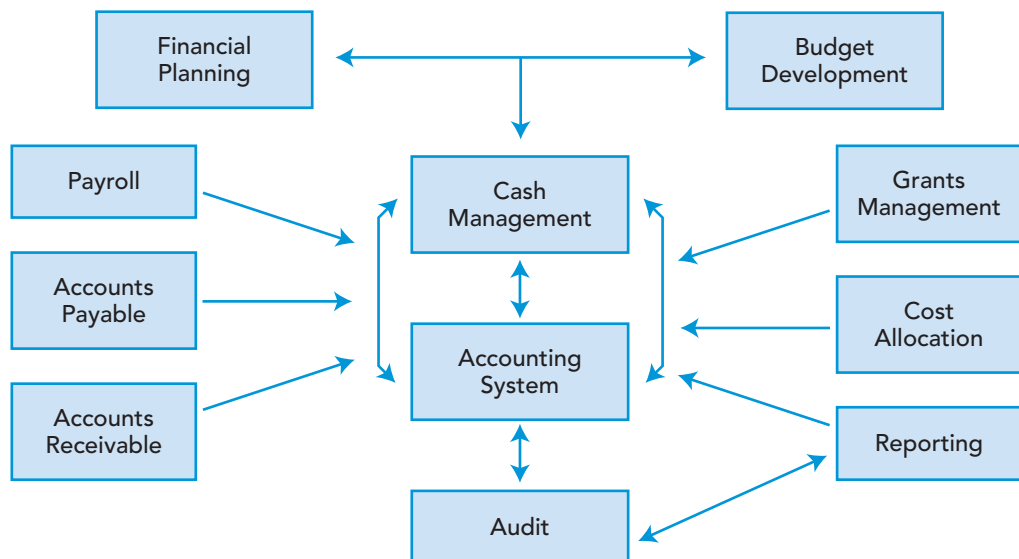 Financial
Planning
Budget
Development
Payroll
Cash
Management
Grants
Management
Accounts
Payable
Cost
Allocation
Accounting
System
Accounts
Receivable
Reporting
Audit